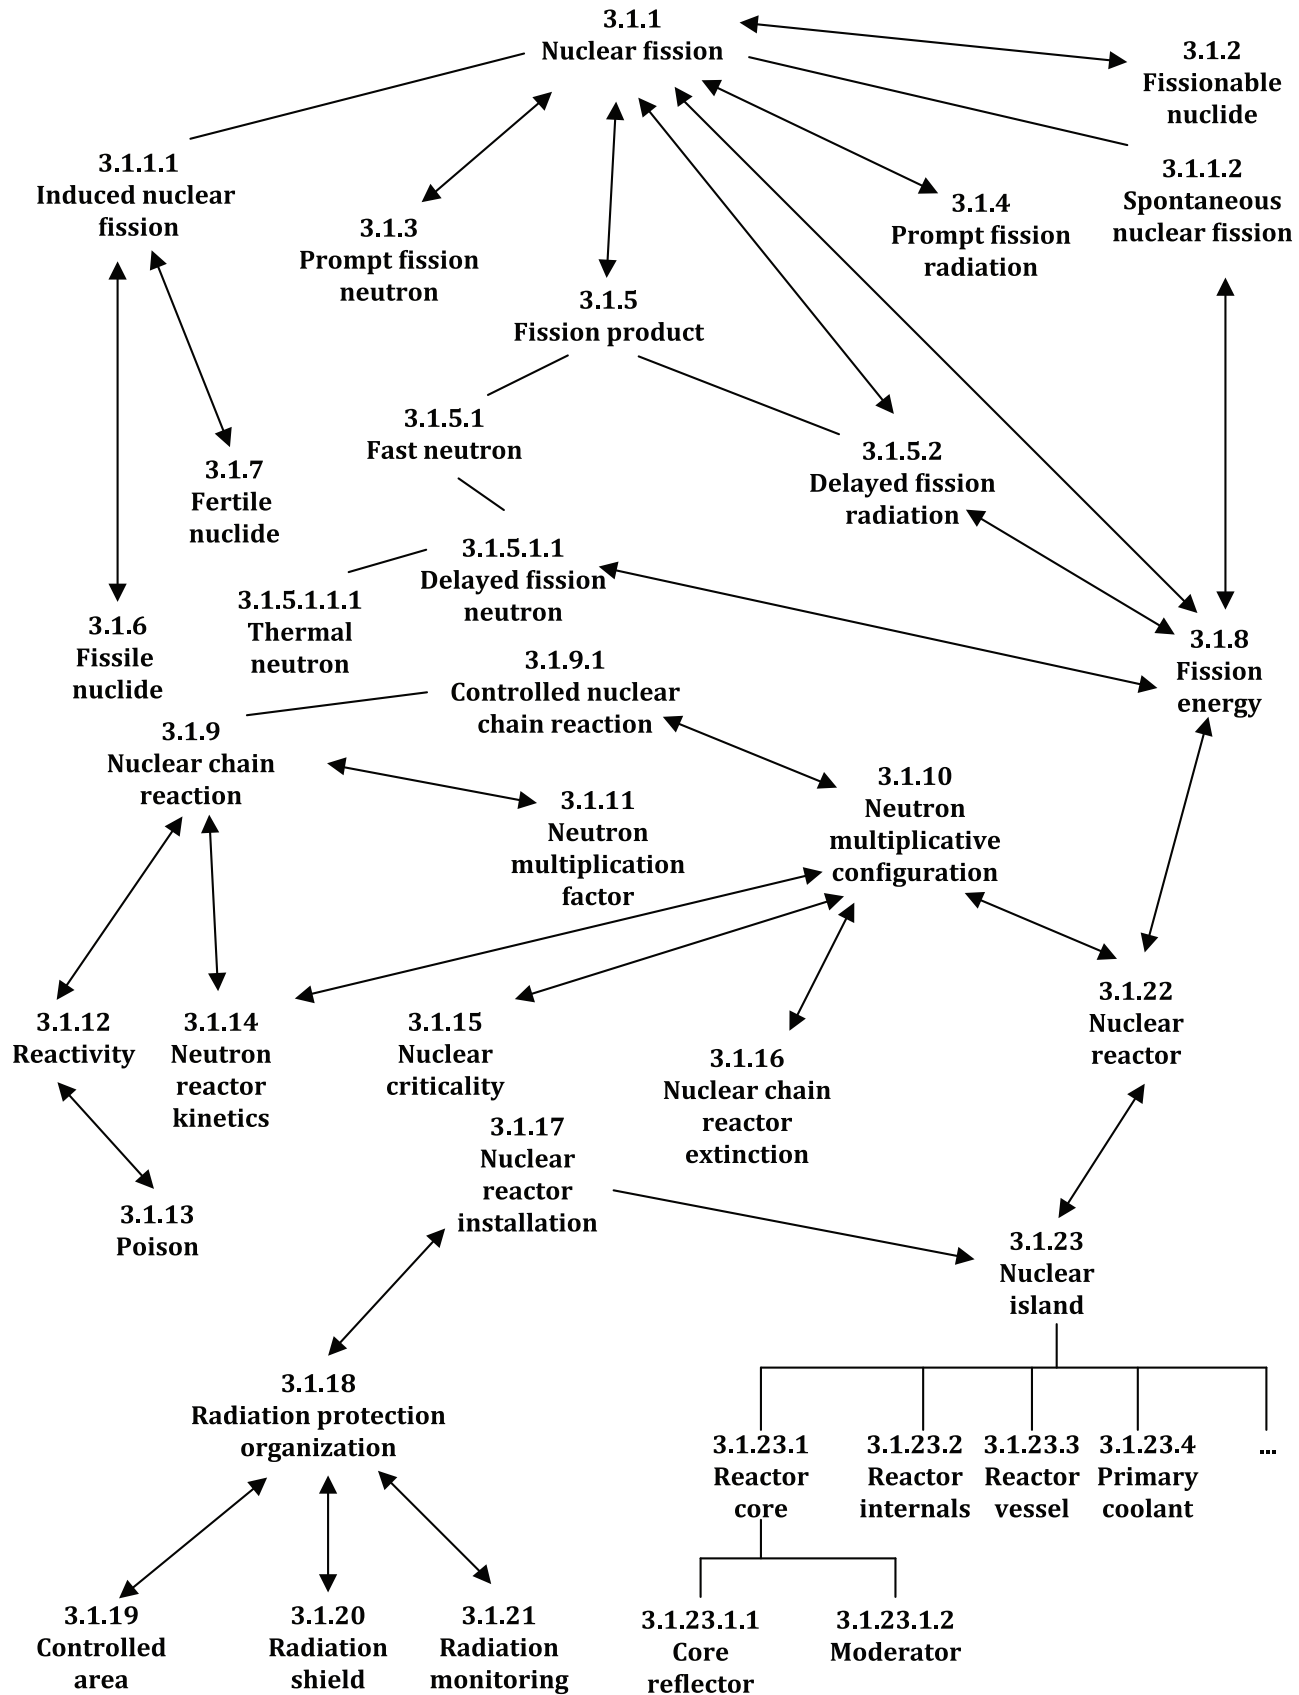 3.1.1
Nuclear fission
3.1.2
Fissionable
nuclide
3.1.1.1
Induced nuclear
fission
3.1.1.2
Spontaneous
nuclear fission
3.1.3
Prompt fission
neutron
3.1.4
Prompt fission
radiation
3.1.5
Fission product
3.1.5.1
Fast neutron
3.1.5.2
Delayed fission
radiation
3.1.7
Fertile
nuclide
3.1.5.1.1
Delayed fission
neutron
3.1.5.1.1.1
Thermal
neutron
3.1.6
Fissile
nuclide
3.1.8
Fission
energy
3.1.9.1
Controlled nuclear
chain reaction
3.1.9
Nuclear chain
reaction
3.1.10
Neutron
multiplicative
configuration
3.1.11
Neutron
multiplication
factor
3.1.12
Reactivity
3.1.14
Neutron
reactor
kinetics
3.1.15
Nuclear
criticality
3.1.16
Nuclear chain
reactor
extinction
3.1.22
Nuclear
reactor
3.1.17
Nuclear
reactor
installation
3.1.13
Poison
3.1.23
Nuclear
island
3.1.18
Radiation protection
organization
3.1.23.1
Reactor
core
3.1.23.2
Reactor
internals
3.1.23.3
Reactor
vessel
3.1.23.4
Primary
coolant
...
3.1.19
Controlled
area
3.1.20
Radiation
shield
3.1.21
Radiation
monitoring
3.1.23.1.1
Core
reflector
3.1.23.1.2
Moderator